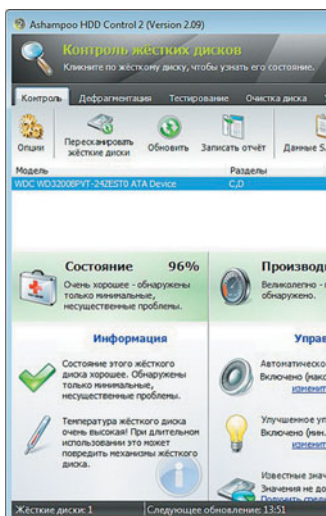 Ashampoo HDD Control 2 (Version 2.09)
Контроль жёстких дисков
Кликните по жёсткому диску, чтобы узнать его состояние.
Контроль Дефрагментация Тестирование Очистка диска
Опции Пересканировать жёсткие диски Обновить Записать отчёт Данные S
Модель Разделы
WDC WD3200BPVT-24ZEST0 ATA Device C,D
Состояние 96%
Очень хорошее - обнаружены
только минимальные,
несущественные проблемы.
Производ
Великолепно -
обнаружено.
Информация
Состояние этого жёсткого
диска хорошее. Обнаружены
только минимальные,
несущественные проблемы.
Температура жёсткого диска
очень высокая! При длительном
использовании это может
повредить механизмы жёсткого
диска.
Управ
Автоматическо
Включено (мако
изменит
Улучшенное уп
Включено (мин.
изменит
Известные знач
Значения не до
Получить сред
Жёсткие диски: 1 Следующее обновление: 13:51